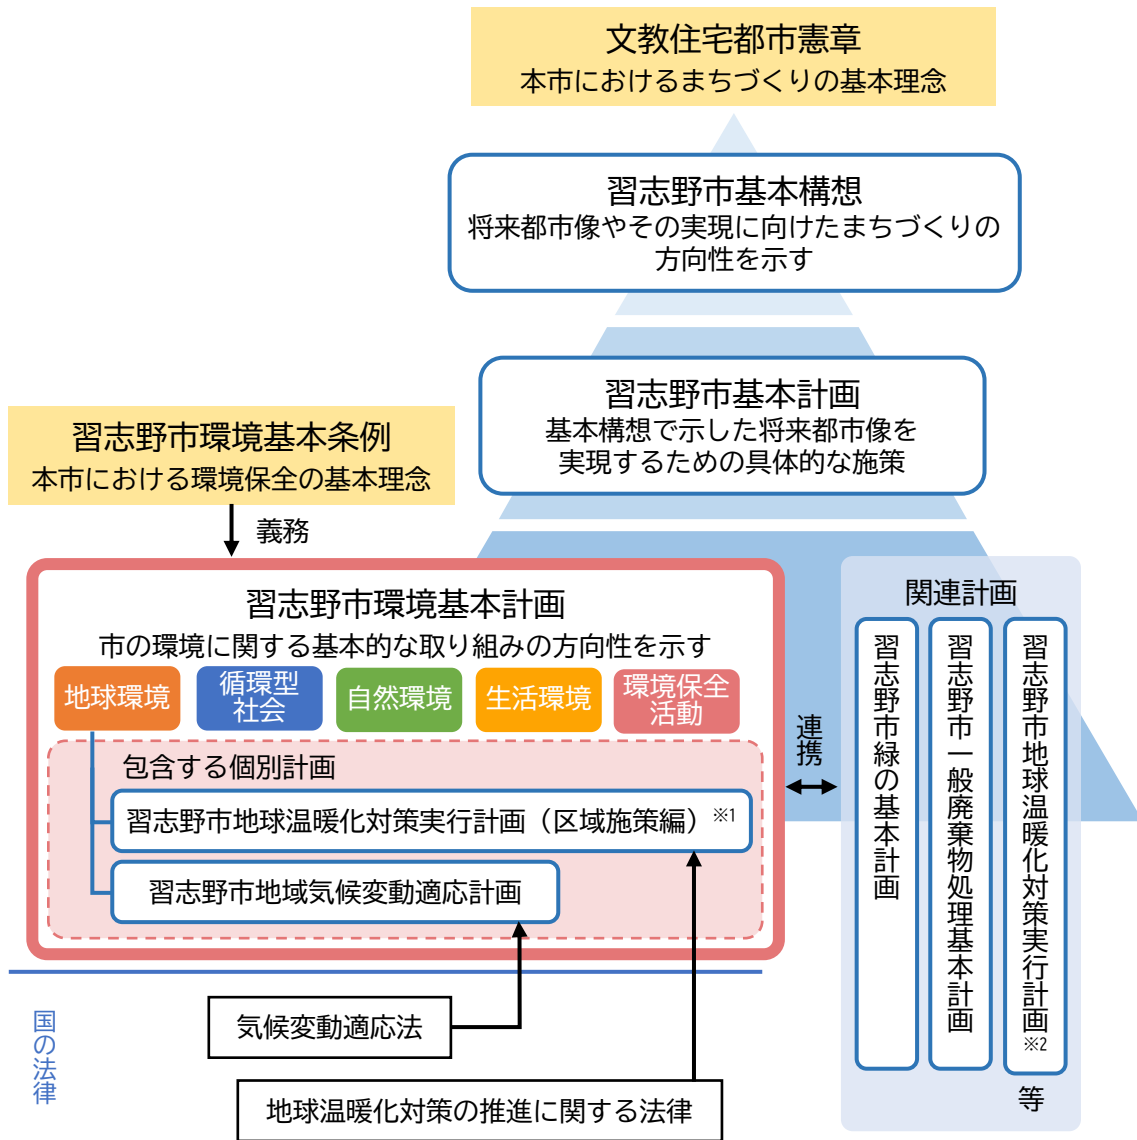 文教住宅都市憲章
本市におけるまちづくりの基本理念
習志野市基本構想
将来都市像やその実現に向けたまちづくりの
方向性を示す
習志野市基本計画
基本構想で示した将来都市像を
実現するための具体的な施策
習志野市環境基本条例
本市における環境保全の基本理念
義務
習志野市環境基本計画
市の環境に関する基本的な取り組みの方向性を示す
地球環境
循環型
社会
自然環境
生活環境
環境保全
活動
包含する個別計画
習志野市地球温暖化対策実行計画（区域施策編）※1
習志野市地域気候変動適応計画
連携
関連計画
習志野市緑の基本計画
習志野市一般廃棄物処理基本計画
習志野市地球温暖化対策実行計画※2
等
国の法律
気候変動適応法
地球温暖化対策の推進に関する法律